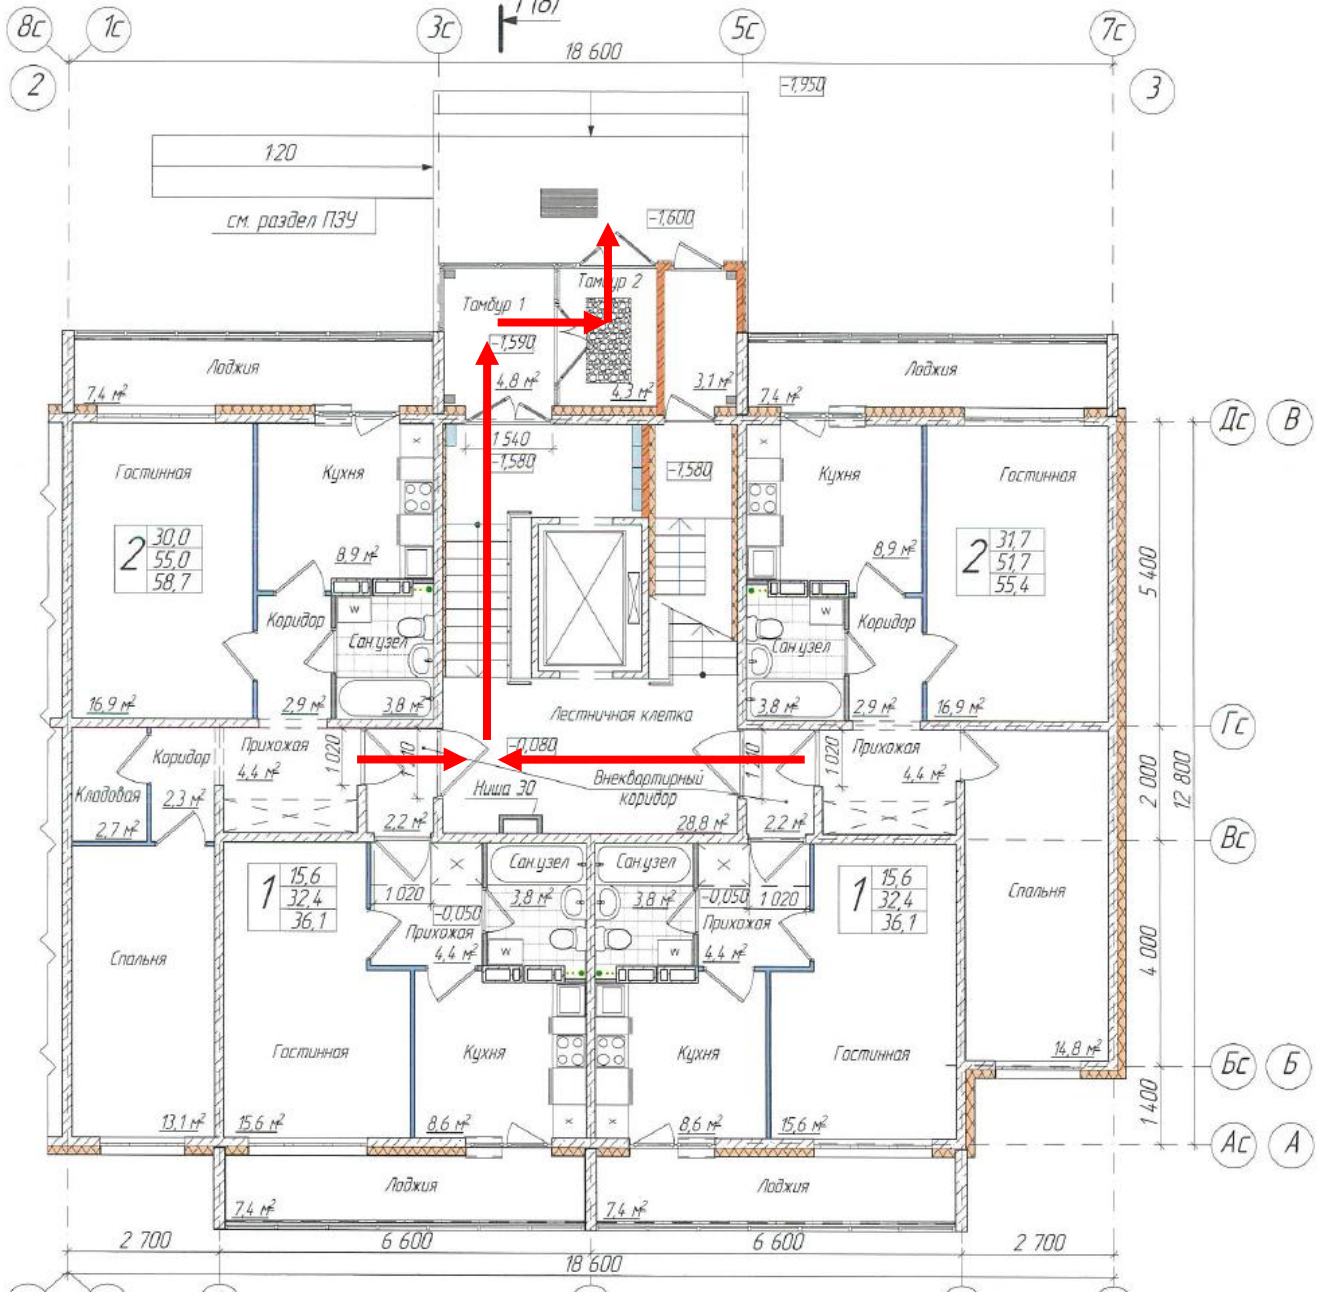 8с
1с
3с
1 (8)
5с
7с
18 600
2
3
-1,950
1:20
см. раздел ПЗУ
-1,600
Тамбур 2
Тамбур 1
-1,590
4,8 м²
4,3 м²
3,1 м²
Лоджия
7,4 м²
Лоджия
7,4 м²
Дс
В
1 540
-1,580
-1,580
Гостинная
Кухня
Кухня
Гостинная
2
30,0
55,0
58,7
8,9 м²
8,9 м²
2
31,7
51,7
55,4
5 400
Коридор
W
Сан.узел
W
Сан.узел
Коридор
16,9 м²
2,9 м²
3,8 м²
3,8 м²
2,9 м²
16,9 м²
Лестничная клетка
Гс
-0,080
Коридор
Прихожая
4,4 м²
1 020
Прихожая
4,4 м²
1 020
Внеквартирный
коридор
Ниша 30
Кладовая
2,3 м²
2,7 м²
2,2 м²
28,8 м²
2,2 м²
2 000
12 800
Вс
1
15,6
32,4
36,1
Сан.узел
Сан.узел
1
15,6
32,4
36,1
1 020
3,8 м²
3,8 м²
1 020
-0,050
-0,050
Прихожая
4,4 м²
W
W
Прихожая
4,4 м²
Спальня
Спальня
4 000
Гостинная
Кухня
Кухня
Гостинная
14,8 м²
Бс
Б
13,1 м²
15,6 м²
8,6 м²
8,6 м²
15,6 м²
1 400
Ас
А
Лоджия
7,4 м²
Лоджия
7,4 м²
2 700
6 600
6 600
2 700
18 600